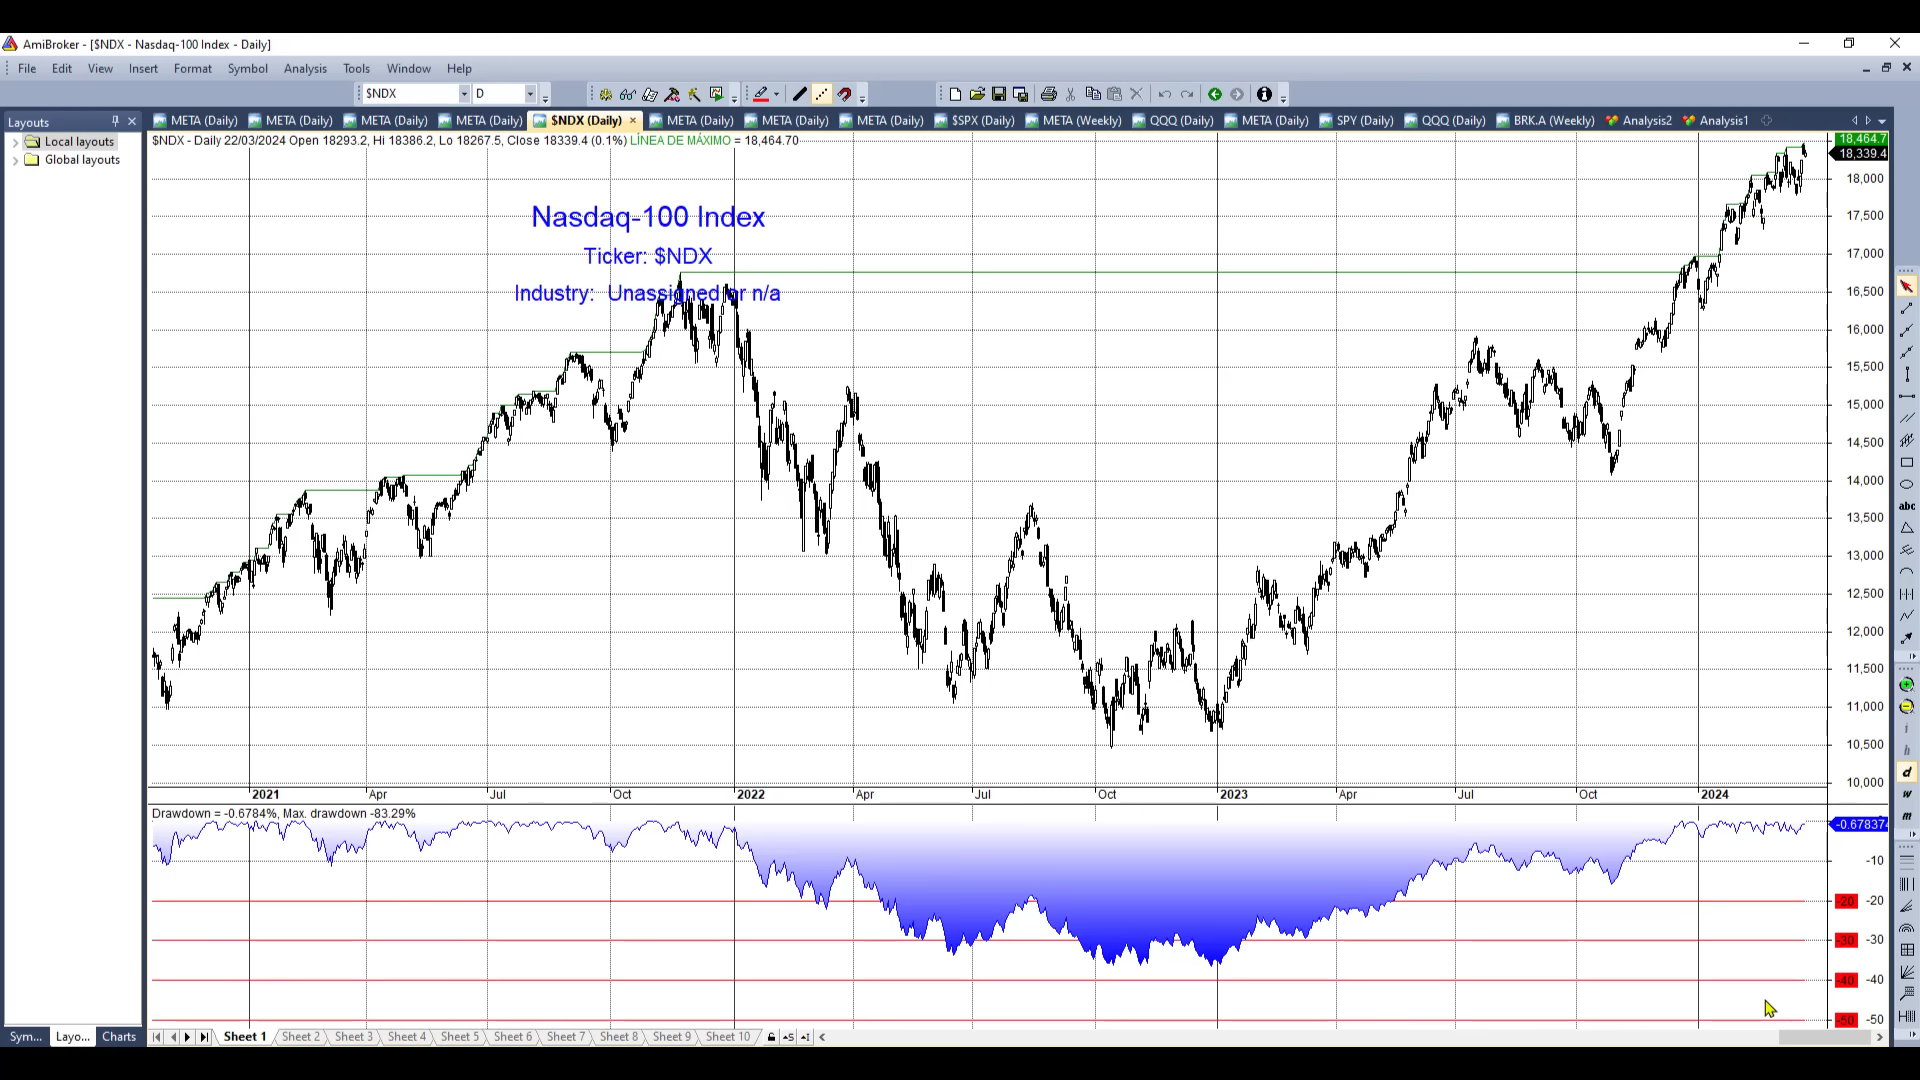 AmiBroker - [$NDX - Nasdaq-100 Index - Daily]
File Edit View Insert Format Symbol Analysis Tools Window Help
$NDX D
Layouts
META (Daily) META (Daily) META (Daily) META (Daily) $NDX (Daily) META (Daily) META (Daily) META (Daily) $SPX (Daily) META (Weekly) QQQ (Daily) META (Daily) SPY (Daily) QQQ (Daily) BRK.A (Weekly) Analysis2 Analysis1
Local layouts
Global layouts
$NDX - Daily 22/03/2024 Open 18293.2, Hi 18386.2, Lo 18267.5, Close 18339.4 (0.1%) LÍNEA DE MÁXIMO = 18,464.70
Nasdaq-100 Index
Ticker: $NDX
Industry: Unassigned or n/a
18,464.7
18,339.4
18,000
17,500
17,000
16,500
16,000
15,500
15,000
14,500
14,000
13,500
13,000
12,500
12,000
11,500
11,000
10,500
10,000
2021 Apr Jul Oct 2022 Apr Jul Oct 2023 Apr Jul Oct 2024
Drawdown = -0.6784%, Max. drawdown -83.29%
-0.678374
-10
-20 -20
-30 -30
-40 -40
-50 -50
abc
i
h
d
w
m
Sym... Layo... Charts
Sheet 1 Sheet 2 Sheet 3 Sheet 4 Sheet 5 Sheet 6 Sheet 7 Sheet 8 Sheet 9 Sheet 10